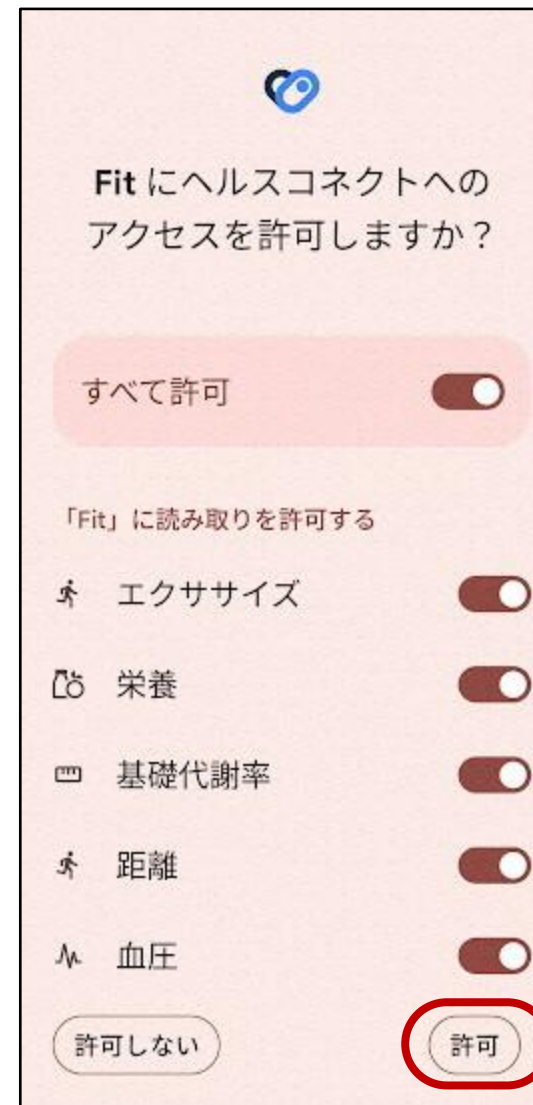 Fit にヘルスコネクトへの
アクセスを許可しますか？
すべて許可
「Fit」に読み取りを許可する
エクササイズ
栄養
基礎代謝率
距離
血圧
許可しない
許可